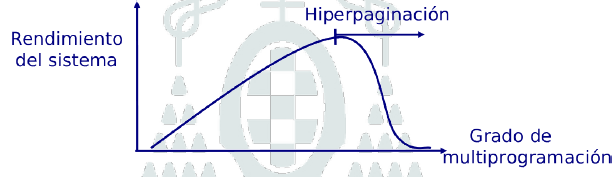 Hiperpaginación
Rendimiento
del sistema
Grado de
multiprogramación